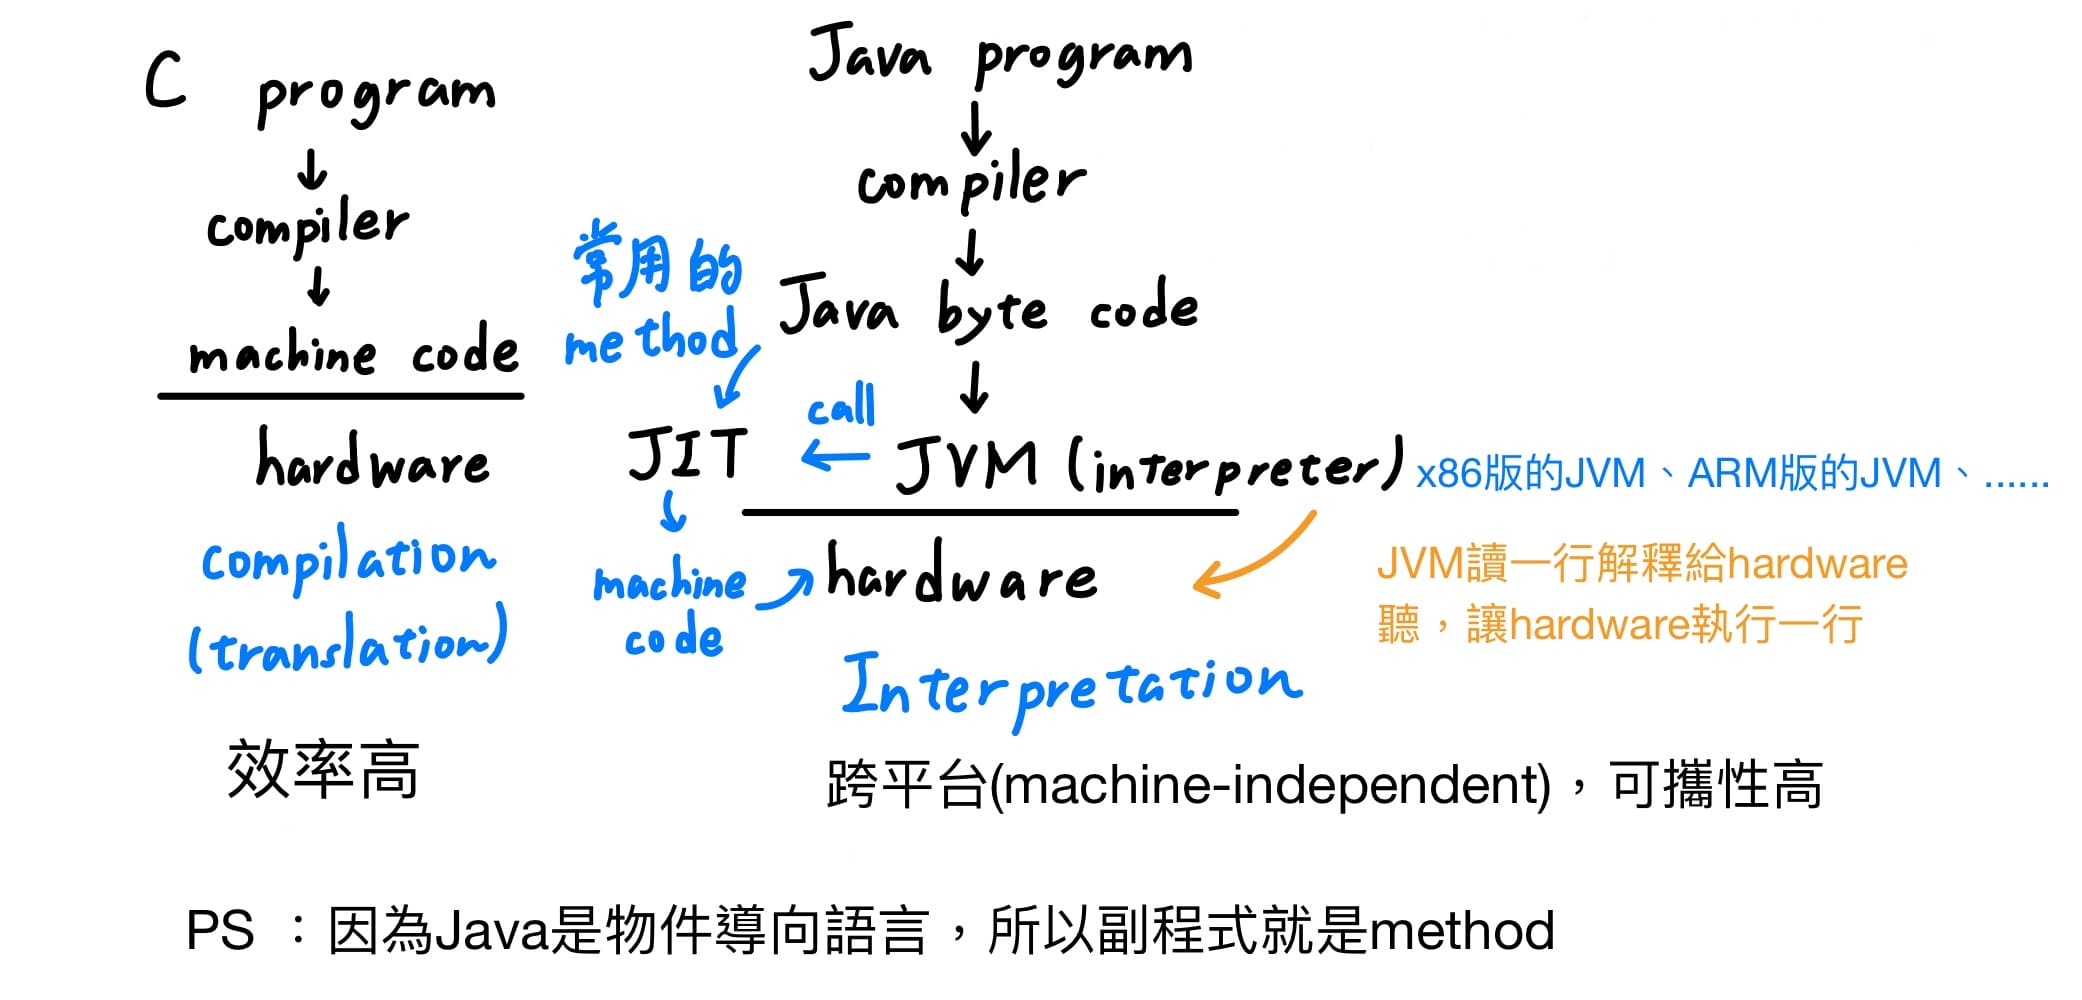 C program
compiler
machine code
hardware
compilation
(translation)
效率高
Java program
compiler
Java byte code
常用的
method
call
JIT
JVM (interpreter)
x86版的JVM、ARM版的JVM、......
machine
code
hardware
JVM讀一行解釋給hardware
聽，讓hardware執行一行
Interpretation
跨平台(machine-independent)，可攜性高
PS ：因為Java是物件導向語言，所以副程式就是method